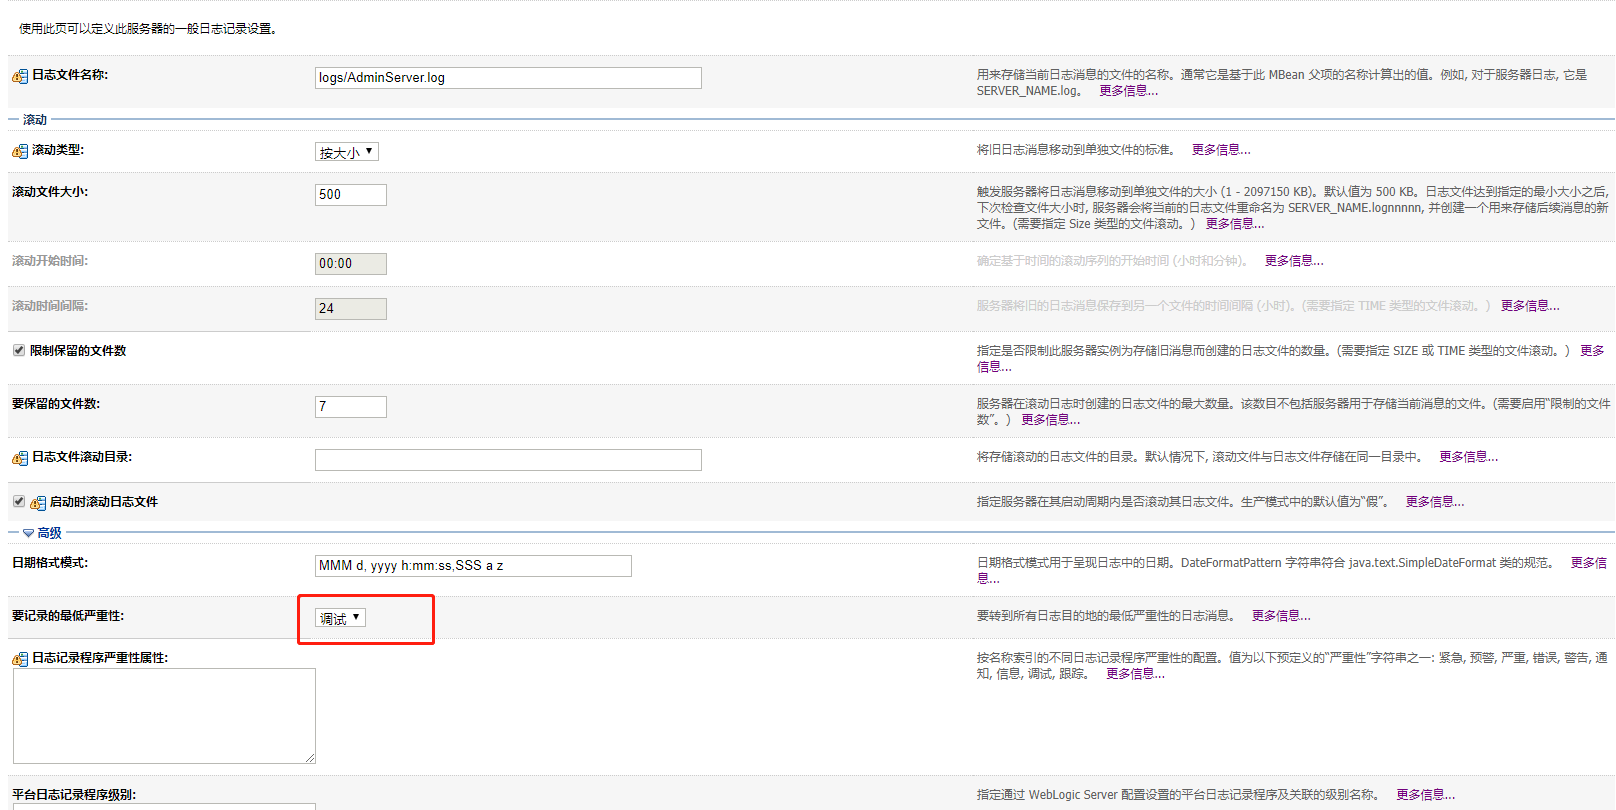 使用此页可以定义此服务器的一般日志记录设置。
日志文件名称:
logs/AdminServer.log
用来存储当前日志消息的文件的名称。通常它是基于此 MBean 父项的名称计算出的值。例如, 对于服务器日志, 它是
SERVER_NAME.log。 更多信息...
滚动
滚动类型:
按大小
将旧日志消息移动到单独文件的标准。 更多信息...
滚动文件大小:
500
触发服务器将日志消息移动到单独文件的大小 (1 - 2097150 KB)。默认值为 500 KB。日志文件达到指定的最小大小之后,
下次检查文件大小时, 服务器会将当前的日志文件重命名为 SERVER_NAME.lognnnnn, 并创建一个用来存储后续消息的新
文件。(需要指定 Size 类型的文件滚动。) 更多信息...
滚动开始时间:
00:00
确定基于时间的滚动序列的开始时间 (小时和分钟)。 更多信息...
滚动时间间隔:
24
服务器将旧的日志消息保存到另一个文件的时间间隔 (小时)。(需要指定 TIME 类型的文件滚动。) 更多信息...
限制保留的文件数
指定是否限制此服务器实例为存储旧消息而创建的日志文件的数量。(需要指定 SIZE 或 TIME 类型的文件滚动。) 更多
信息...
要保留的文件数:
7
服务器在滚动日志时创建的日志文件的最大数量。该数目不包括服务器用于存储当前消息的文件。(需要启用“限制的文件
数”。) 更多信息...
日志文件滚动目录:
将存储滚动的日志文件的目录。默认情况下, 滚动文件与日志文件存储在同一目录中。 更多信息...
启动时滚动日志文件
指定服务器在其启动周期内是否滚动其日志文件。生产模式中的默认值为“假”。 更多信息...
高级
日期格式模式:
MMM d, yyyy h:mm:ss,SSS a z
日期格式模式用于呈现日志中的日期。DateFormatPattern 字符串符合 java.text.SimpleDateFormat 类的规范。 更多信
息...
要记录的最低严重性:
调试
要转到所有日志目的地的最低严重性的日志消息。 更多信息...
日志记录程序严重性属性:
按名称索引的不同日志记录程序严重性的配置。值为以下预定义的“严重性”字符串之一: 紧急, 预警, 严重, 错误, 警告, 通
知, 信息, 调试, 跟踪。 更多信息...
平台日志记录程序级别:
指定通过 WebLogic Server 配置设置的平台日志记录程序及关联的级别名称。 更多信息...